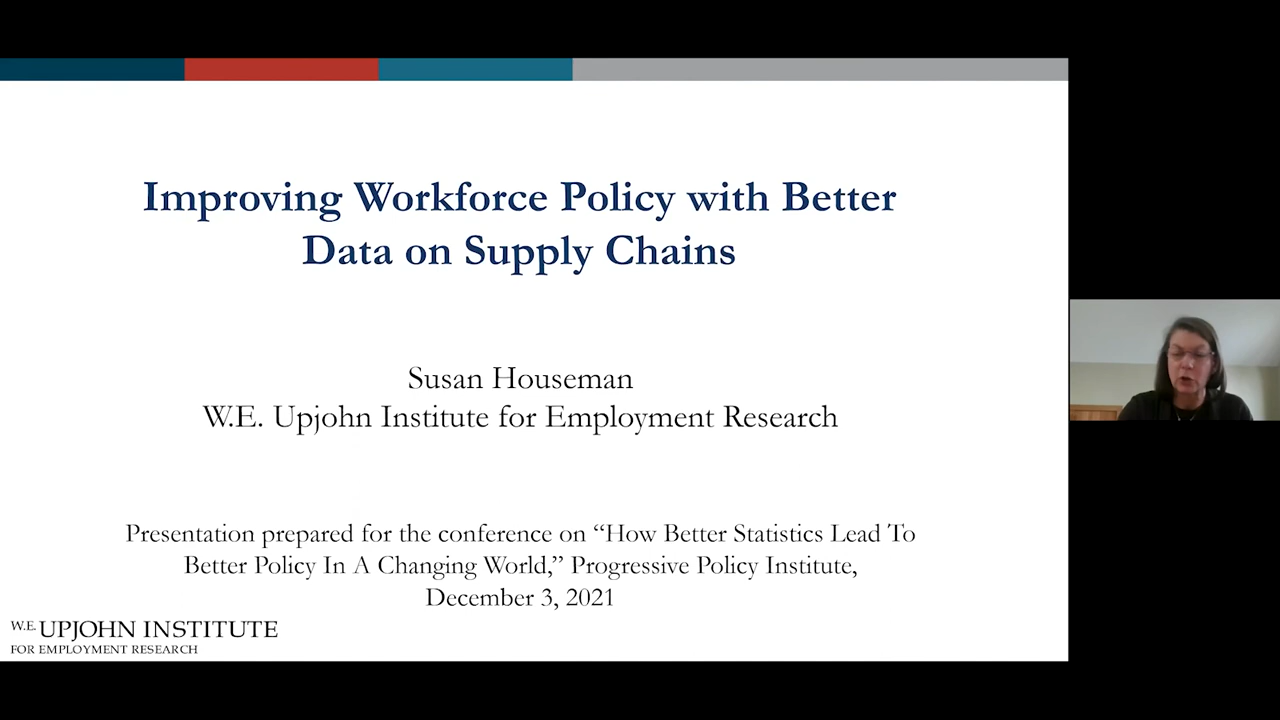 Improving Workforce Policy with Better
Data on Supply Chains
Susan Houseman
W.E. Upjohn Institute for Employment Research
Presentation prepared for the conference on “How Better Statistics Lead To
Better Policy In A Changing World,” Progressive Policy Institute,
December 3, 2021
W.E. UPJOHN INSTITUTE
FOR EMPLOYMENT RESEARCH